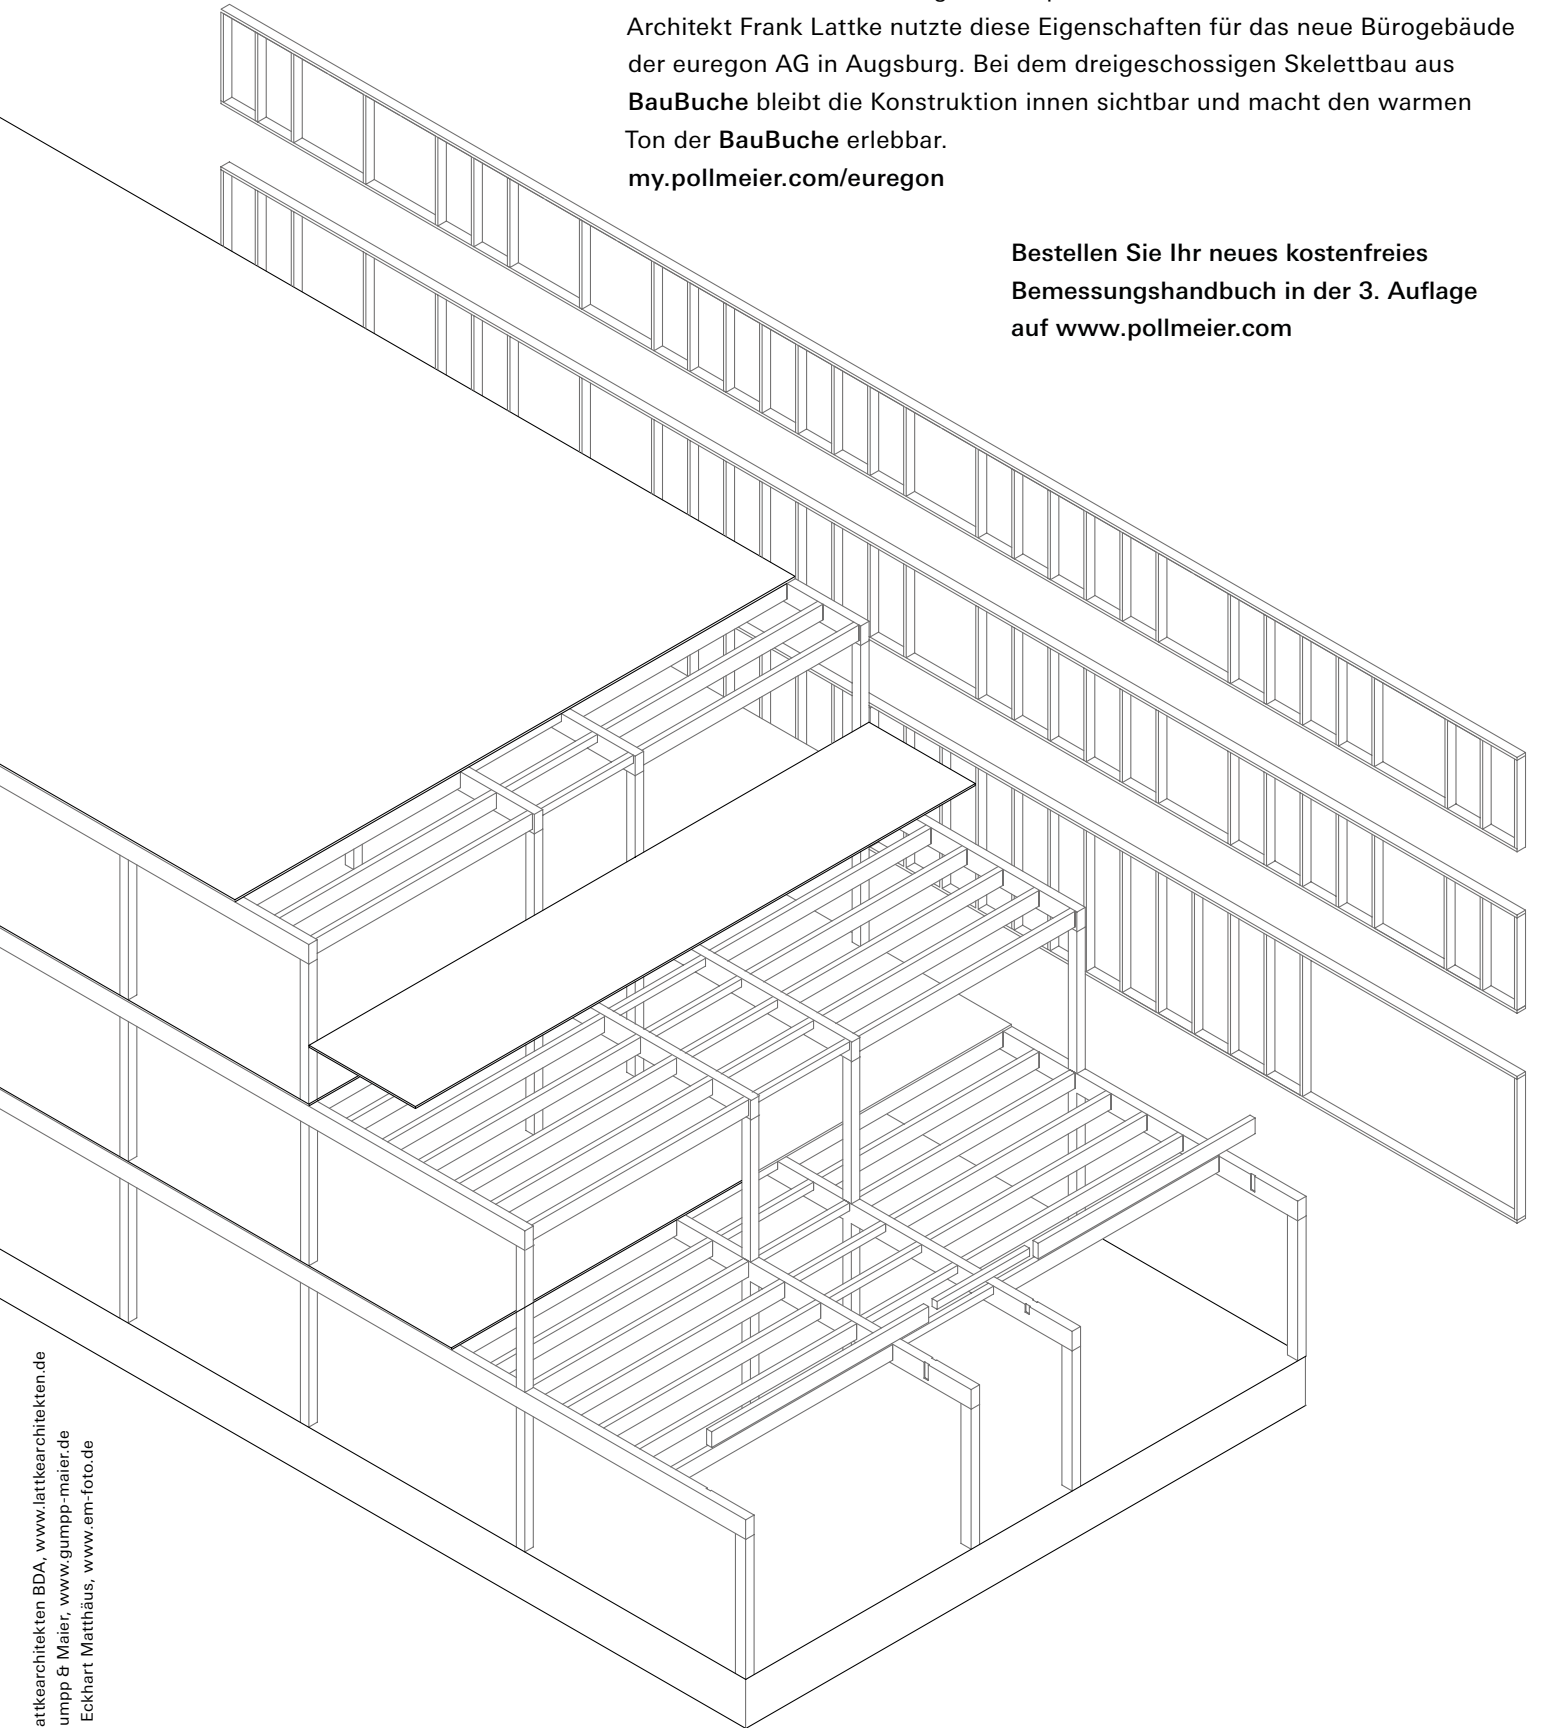 Architekt Frank Lattke nutzte diese Eigenschaften für das neue Bürogebäude
der euregon AG in Augsburg. Bei dem dreigeschossigen Skelettbau aus
BauBuche bleibt die Konstruktion innen sichtbar und macht den warmen
Ton der BauBuche erlebbar.
my.pollmeier.com/euregon
Bestellen Sie Ihr neues kostenfreies
Bemessungshandbuch in der 3. Auflage
auf www.pollmeier.com
attkearchitekten BDA, www.lattkearchitekten.de
umpp & Maier, www.gumpp-maier.de
Eckhart Matthäus, www.em-foto.de